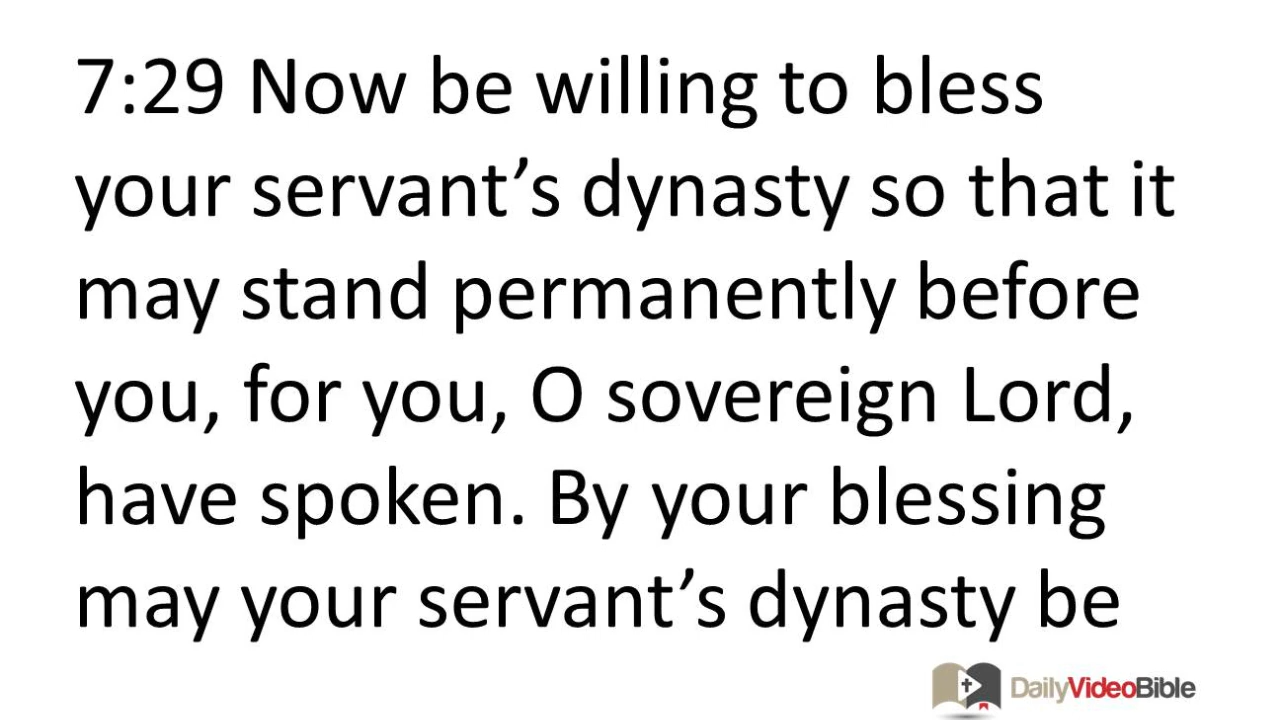 7:29 Now be willing to bless
your servant’s dynasty so that it
may stand permanently before
you, for you, O sovereign Lord,
have spoken. By your blessing
may your servant’s dynasty be
DailyVideoBible